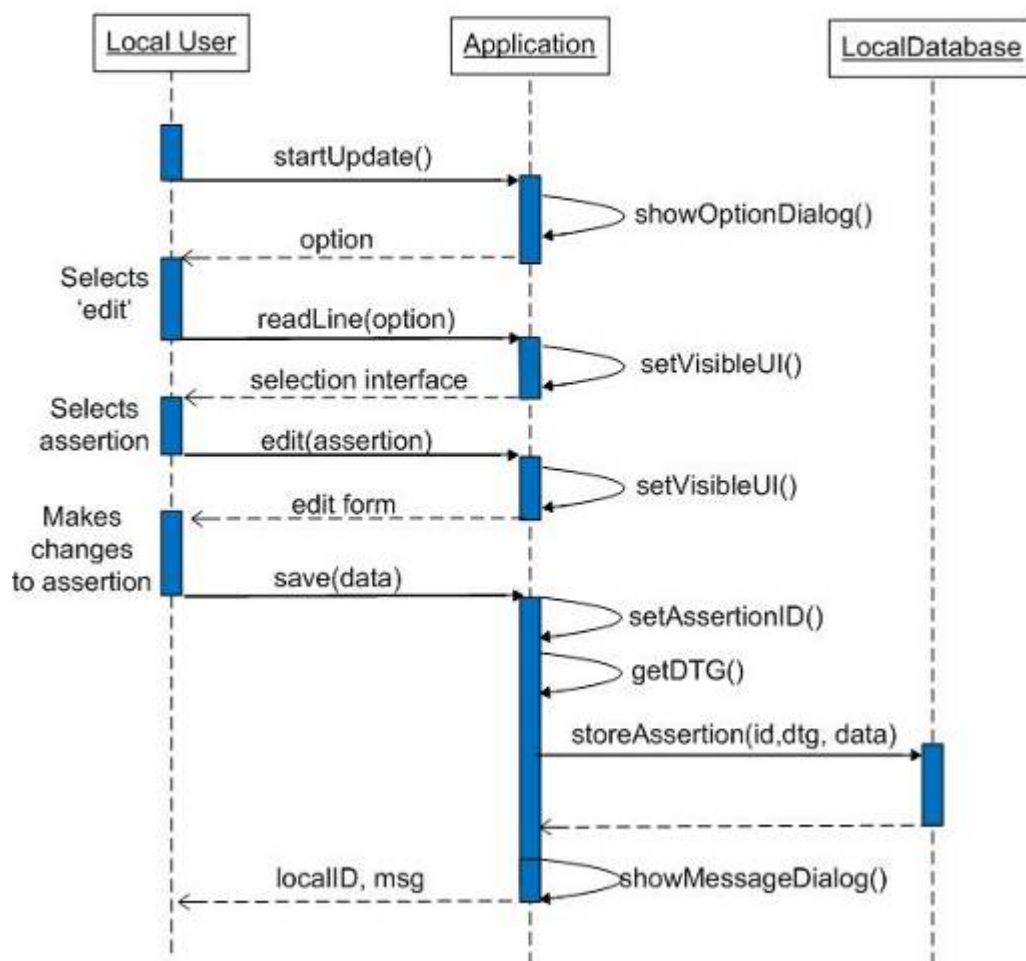 Local User
Application
LocalDatabase
startUpdate()
showOptionDialog()
option
Selects
'edit'
readLine(option)
setVisibleUI()
selection interface
Selects
assertion
edit(assertion)
setVisibleUI()
edit form
Makes
changes
to assertion
save(data)
setAssertionID()
getDTG()
storeAssertion(id,dtg, data)
showMessageDialog()
localID, msg